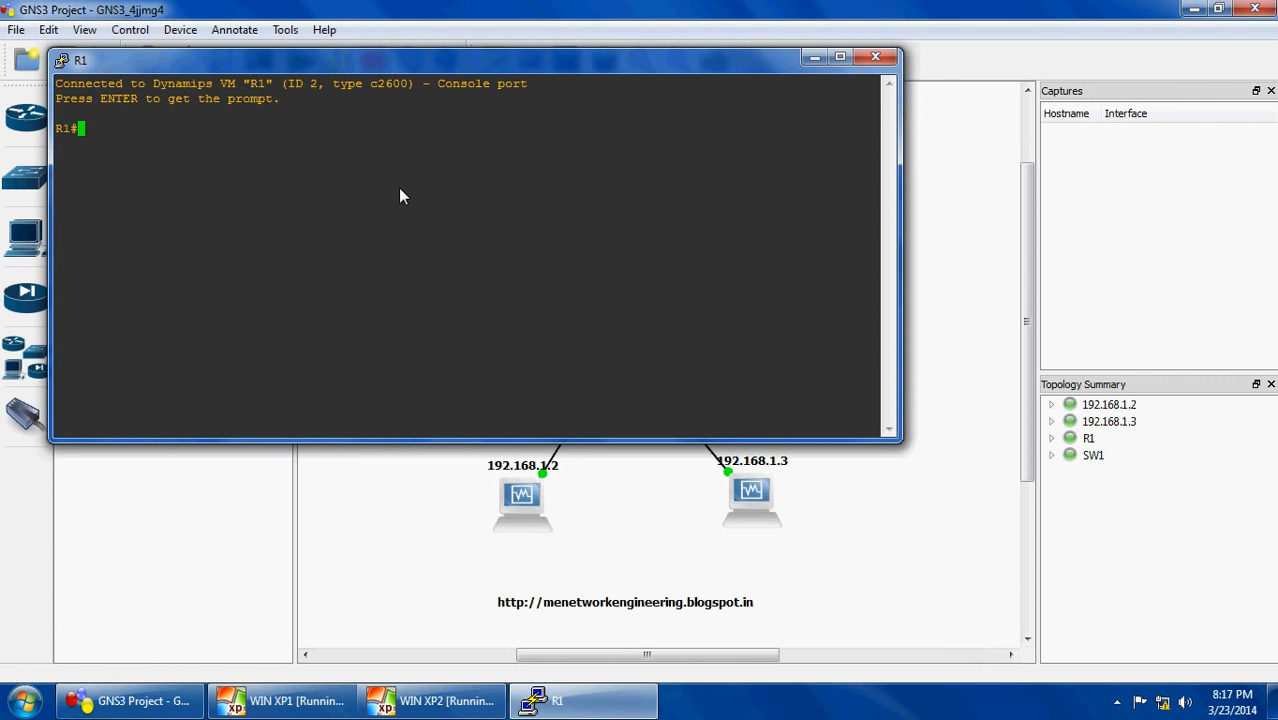 GNS3 Project - GNS3_4jjmg4
File Edit View Control Device Annotate Tools Help
R1
Connected to Dynamips VM "R1" (ID 2, type c2600) - Console port
Press ENTER to get the prompt.
R1#
Captures
Hostname Interface
Topology Summary
192.168.1.2
192.168.1.3
R1
SW1
192.168.1.2
192.168.1.3
http://menetworkengineering.blogspot.in
GNS3 Project - G...
WIN XP1 [Runnin...
WIN XP2 [Runnin...
R1
8:17 PM
3/23/2014